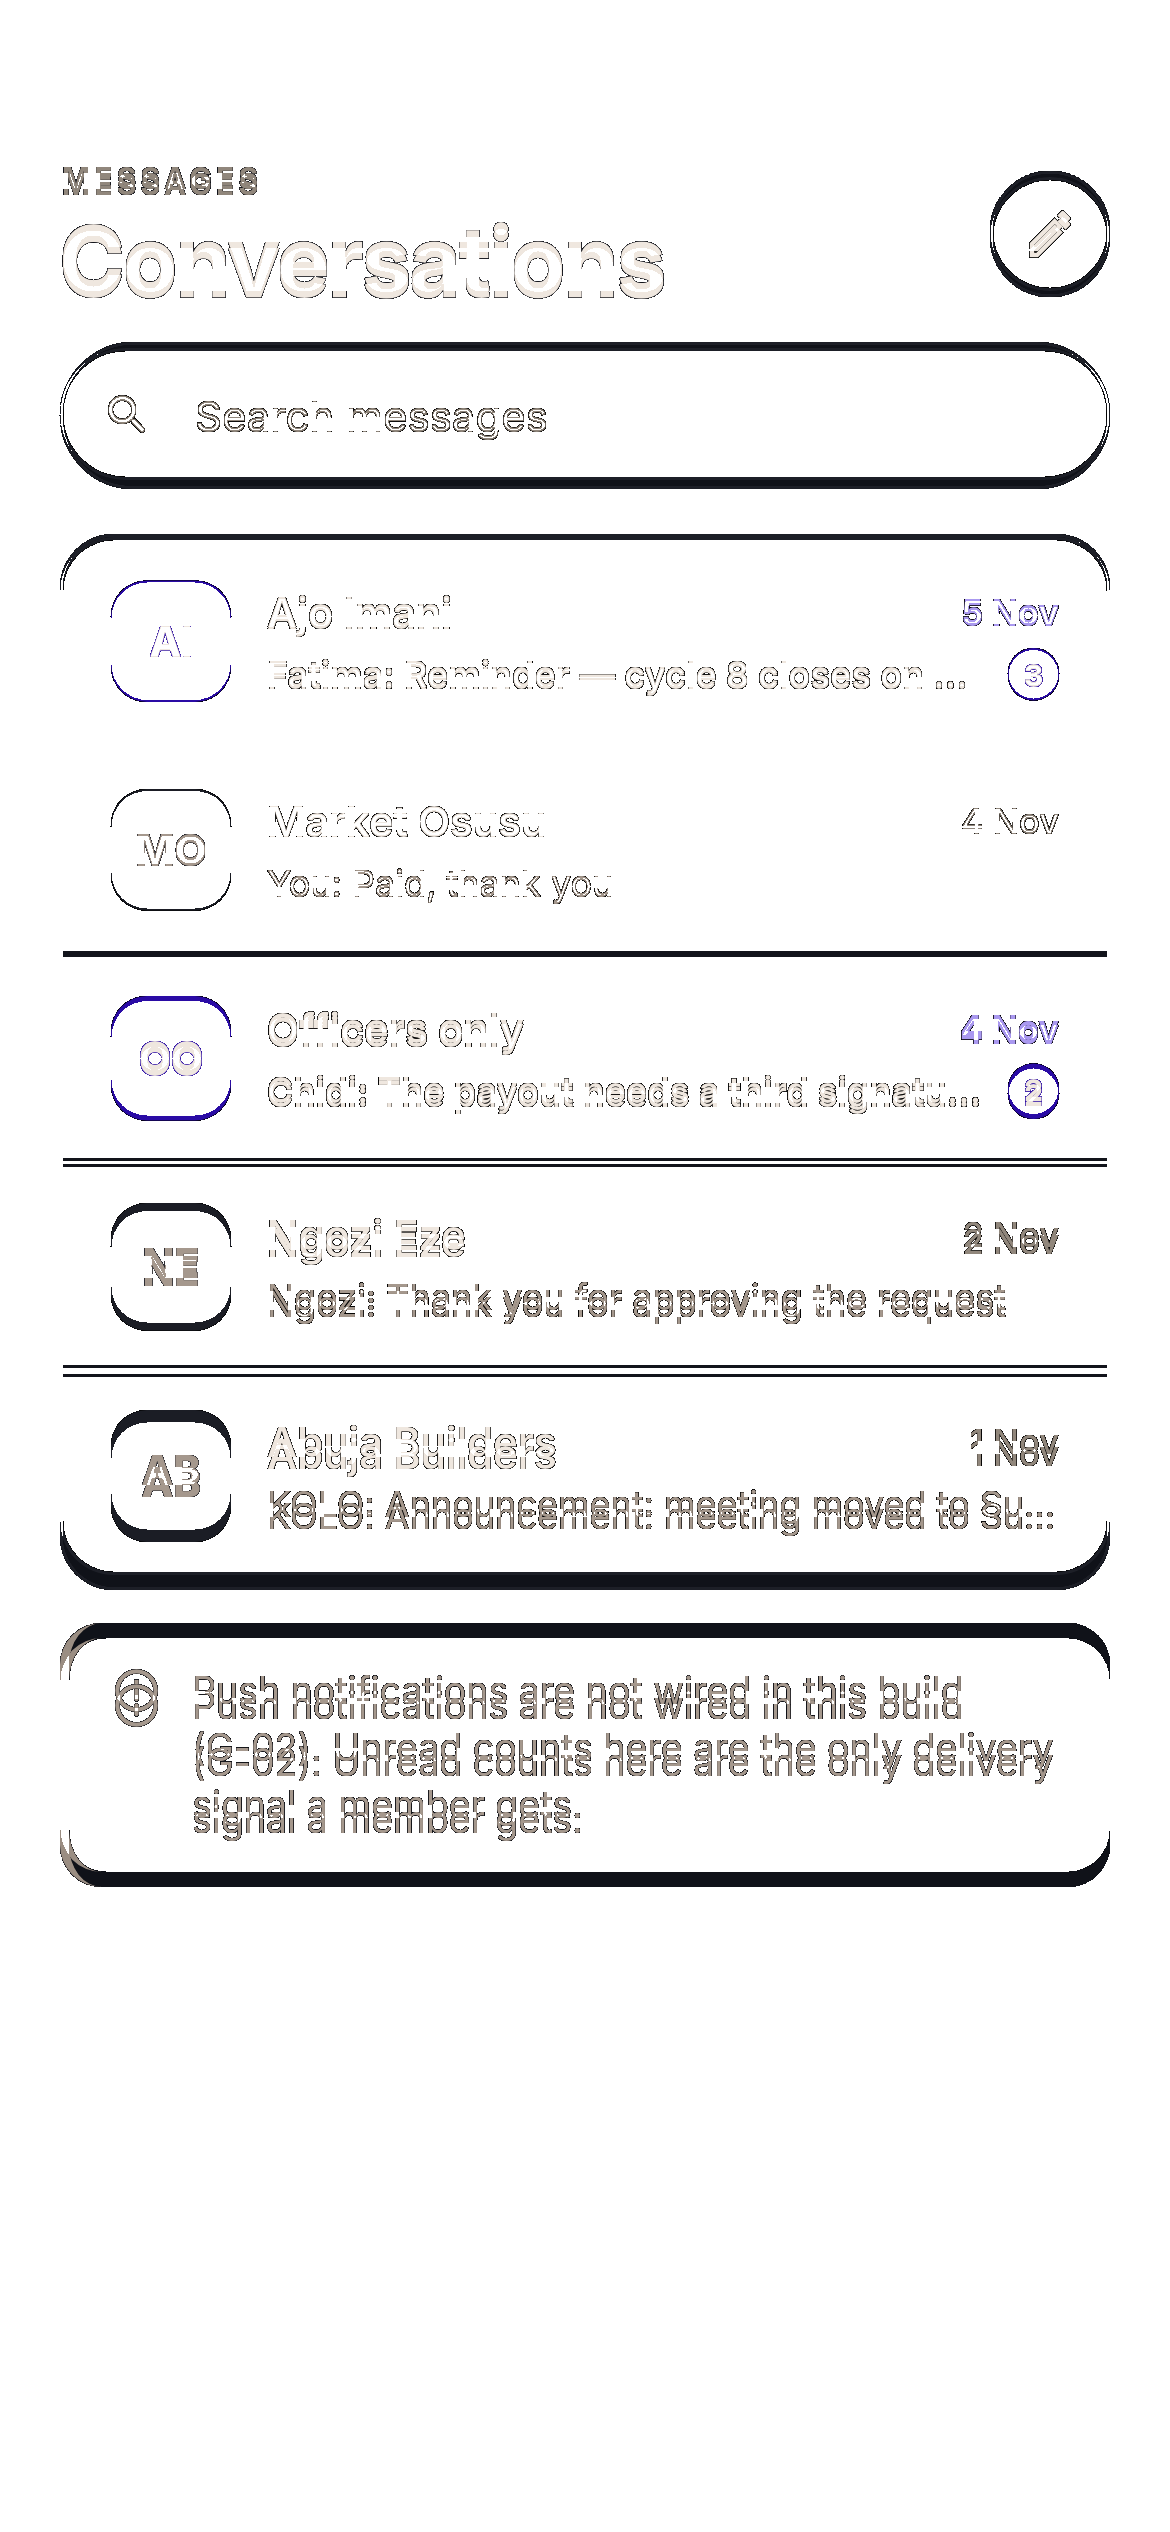 MESSAGES
Conversations
Search messages
AI
Ajo Imani
5 Nov
Fatima: Reminder — cycle 8 closes on ...
3
MO
Market Osusu
4 Nov
You: Paid, thank you
OO
Officers only
4 Nov
Chidi: The payout needs a third signatu...
2
NE
Ngozi Eze
2 Nov
Ngozi: Thank you for approving the request
AB
Abuja Builders
1 Nov
KOLO: Announcement: meeting moved to Su...
Push notifications are not wired in this build
(G-02). Unread counts here are the only delivery
signal a member gets.